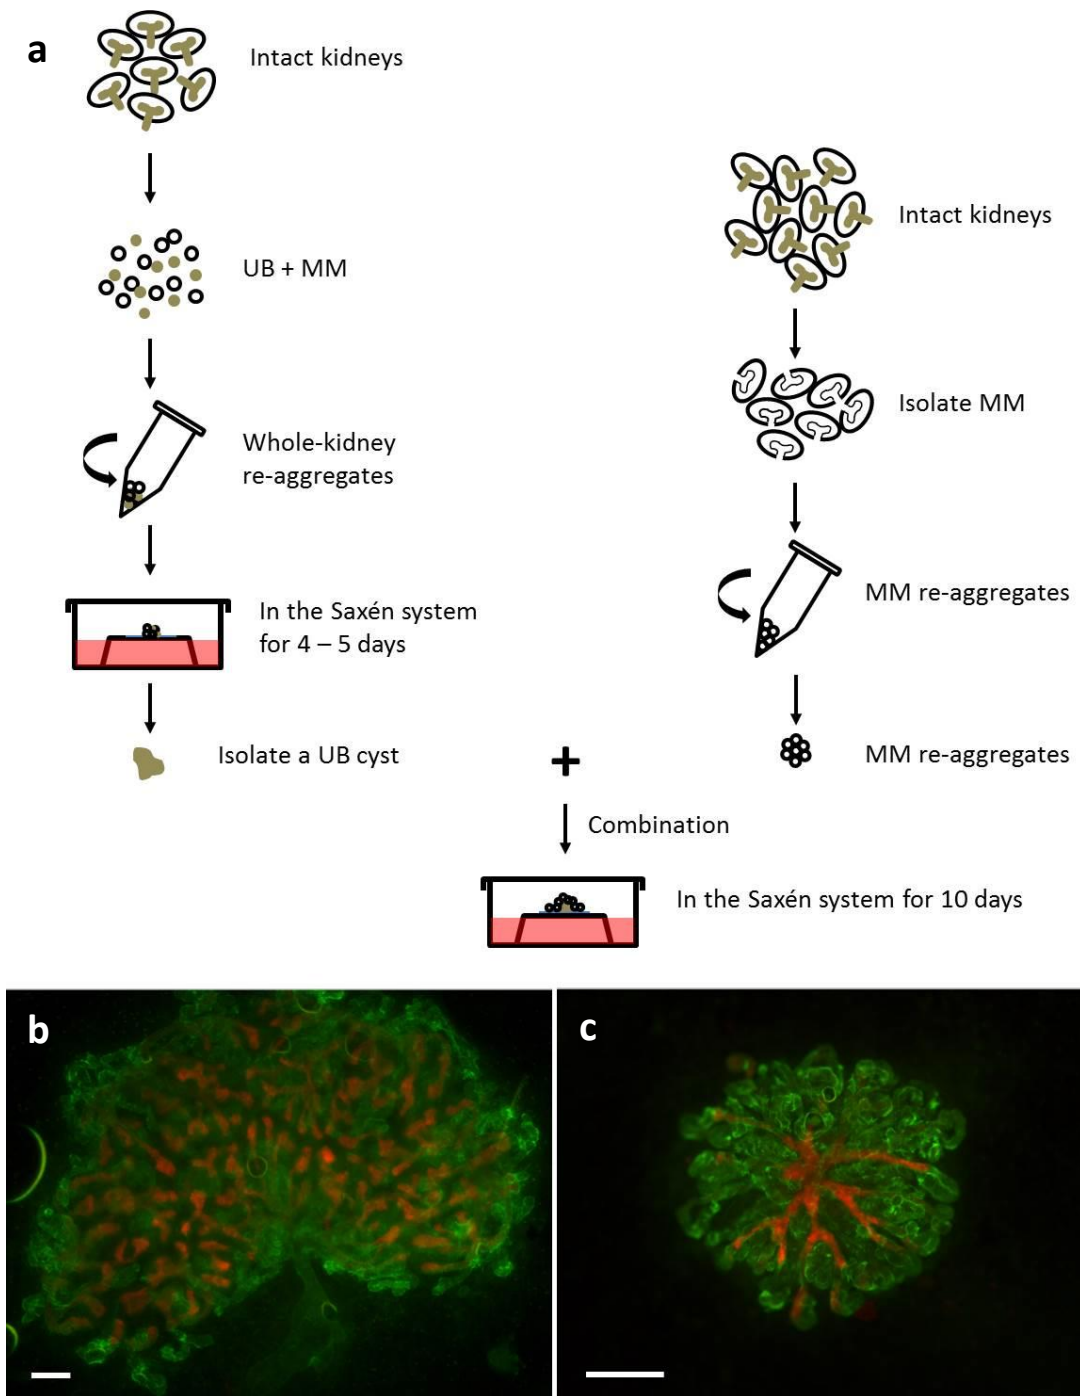 a
Intact kidneys
UB + MM
Whole-kidney
re-aggregates
In the Saxén system
for 4 – 5 days
Isolate a UB cyst
Intact kidneys
Isolate MM
MM re-aggregates
MM re-aggregates
+
Combination
In the Saxén system for 10 days
b
c